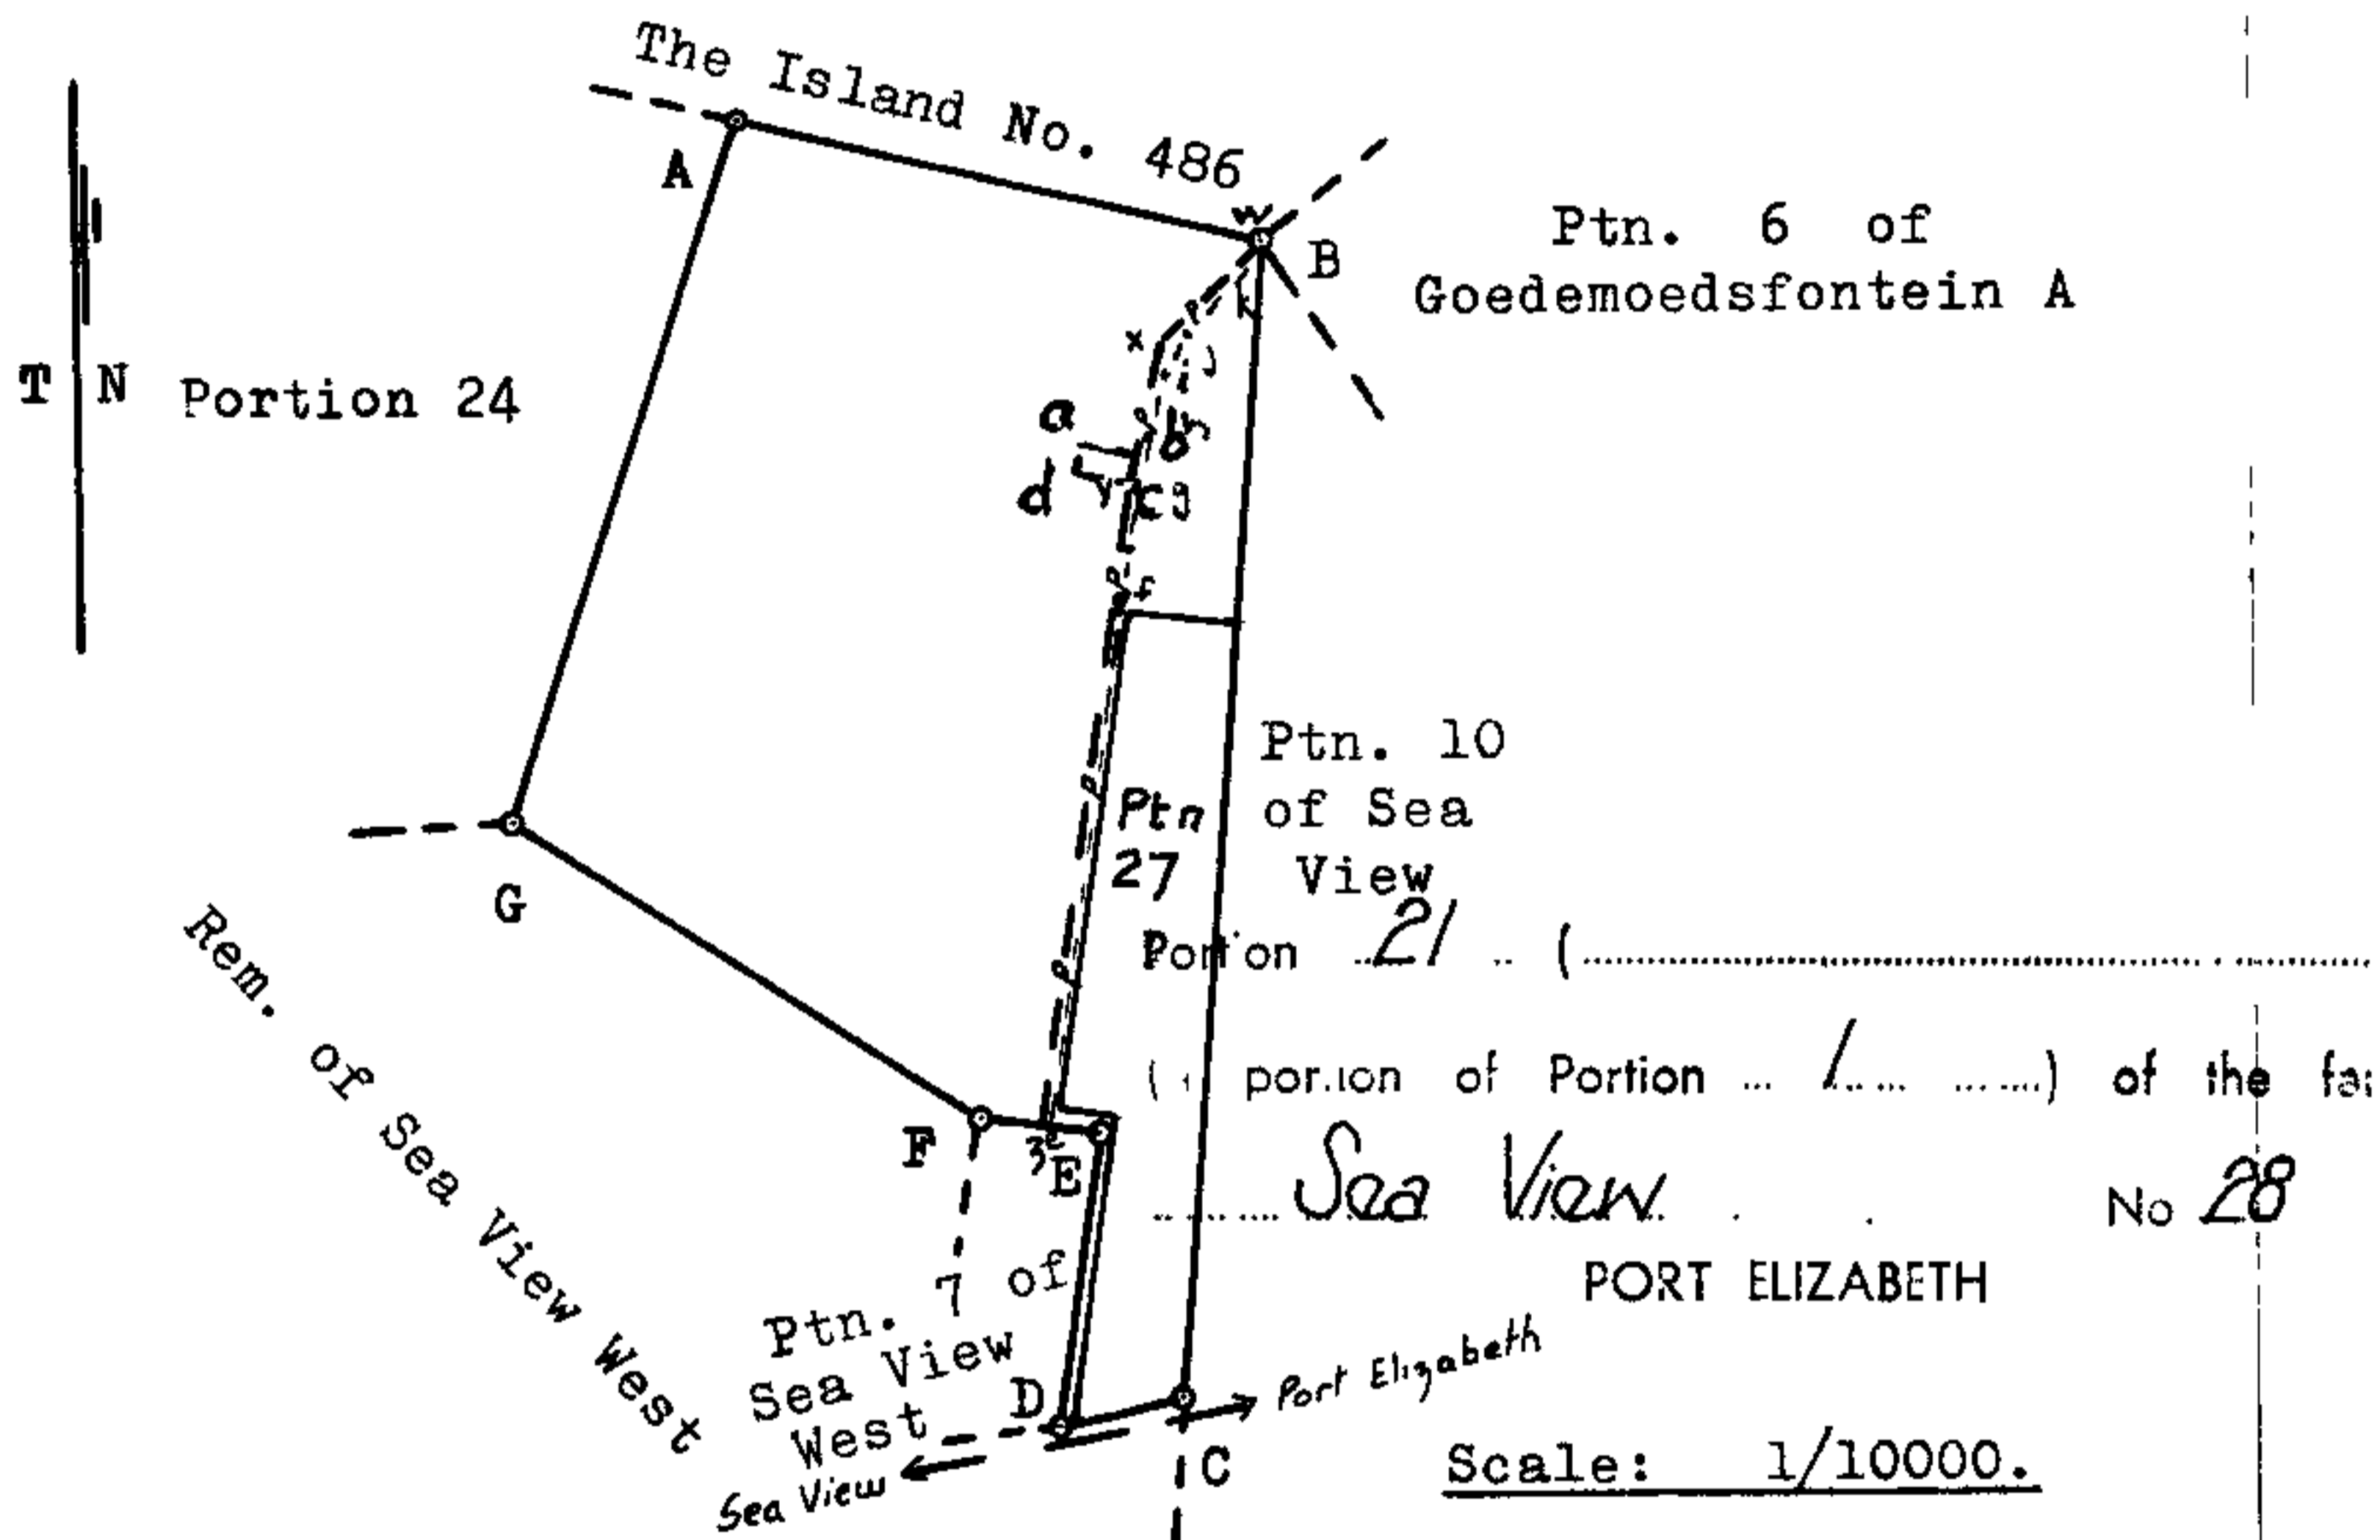 The Island No. 486
A
w
B
Ptn. 6 of
Goedemoedsfontein A
k
x
T N
Portion 24
a
b
d
c
f
Ptn. 10
of Sea
View
Ptn
27
G
Portion 21 (
portion of Portion 1 ) of the
F
E
Sea View No 28
PORT ELIZABETH
Rem. of Sea View West
Ptn. 7 of
Sea View
West
D
Port Elizabeth
C
Sea View
Scale: 1/10000.